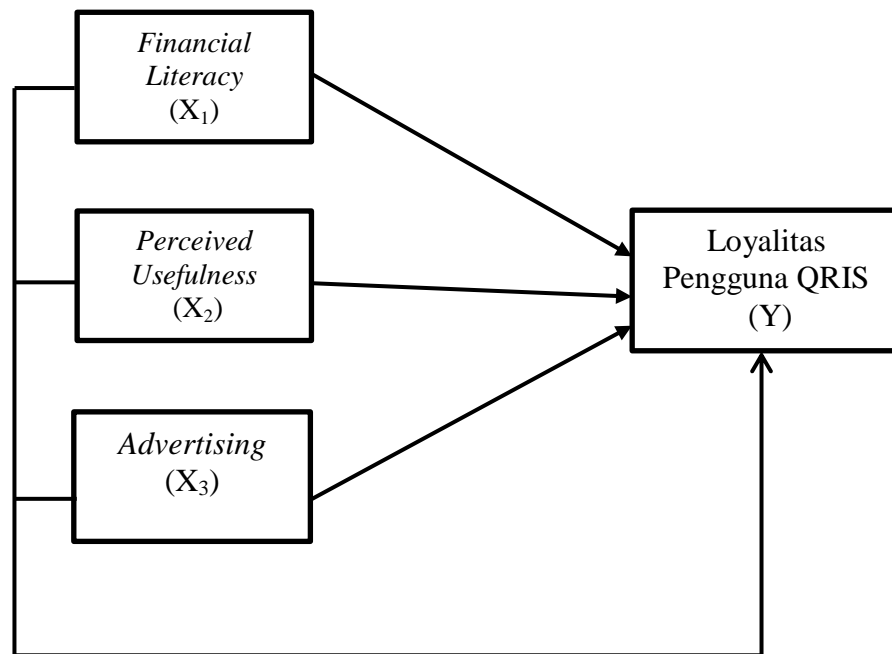 Financial
Literacy
(X₁)
Perceived
Usefulness
(X₂)
Advertising
(X₃)
Loyalitas
Pengguna QRIS
(Y)